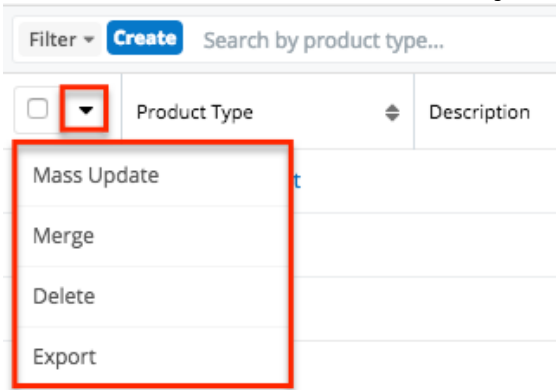 Filter Create Search by product type...
Product Type Description
Mass Update
t
Merge
Delete
Export